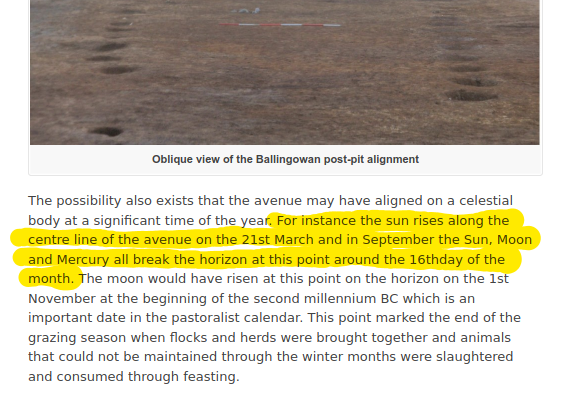 Oblique view of the Ballingowan post-pit alignment
The possibility also exists that the avenue may have aligned on a celestial
body at a significant time of the year. For instance the sun rises along the
centre line of the avenue on the 21st March and in September the Sun, Moon
and Mercury all break the horizon at this point around the 16thday of the
month. The moon would have risen at this point on the horizon on the 1st
November at the beginning of the second millennium BC which is an
important date in the pastoralist calendar. This point marked the end of the
grazing season when flocks and herds were brought together and animals
that could not be maintained through the winter months were slaughtered
and consumed through feasting.